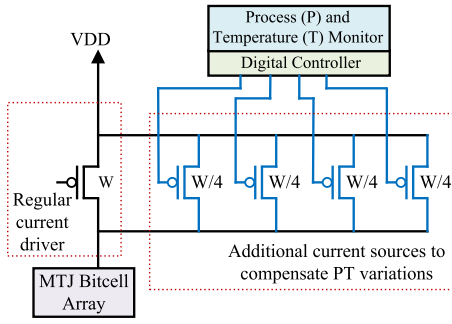 Process (P) and
Temperature (T) Monitor
Digital Controller
VDD
W
W/4
W/4
W/4
W/4
Regular
current
driver
Additional current sources to
compensate PT variations
MTJ Bitcell
Array